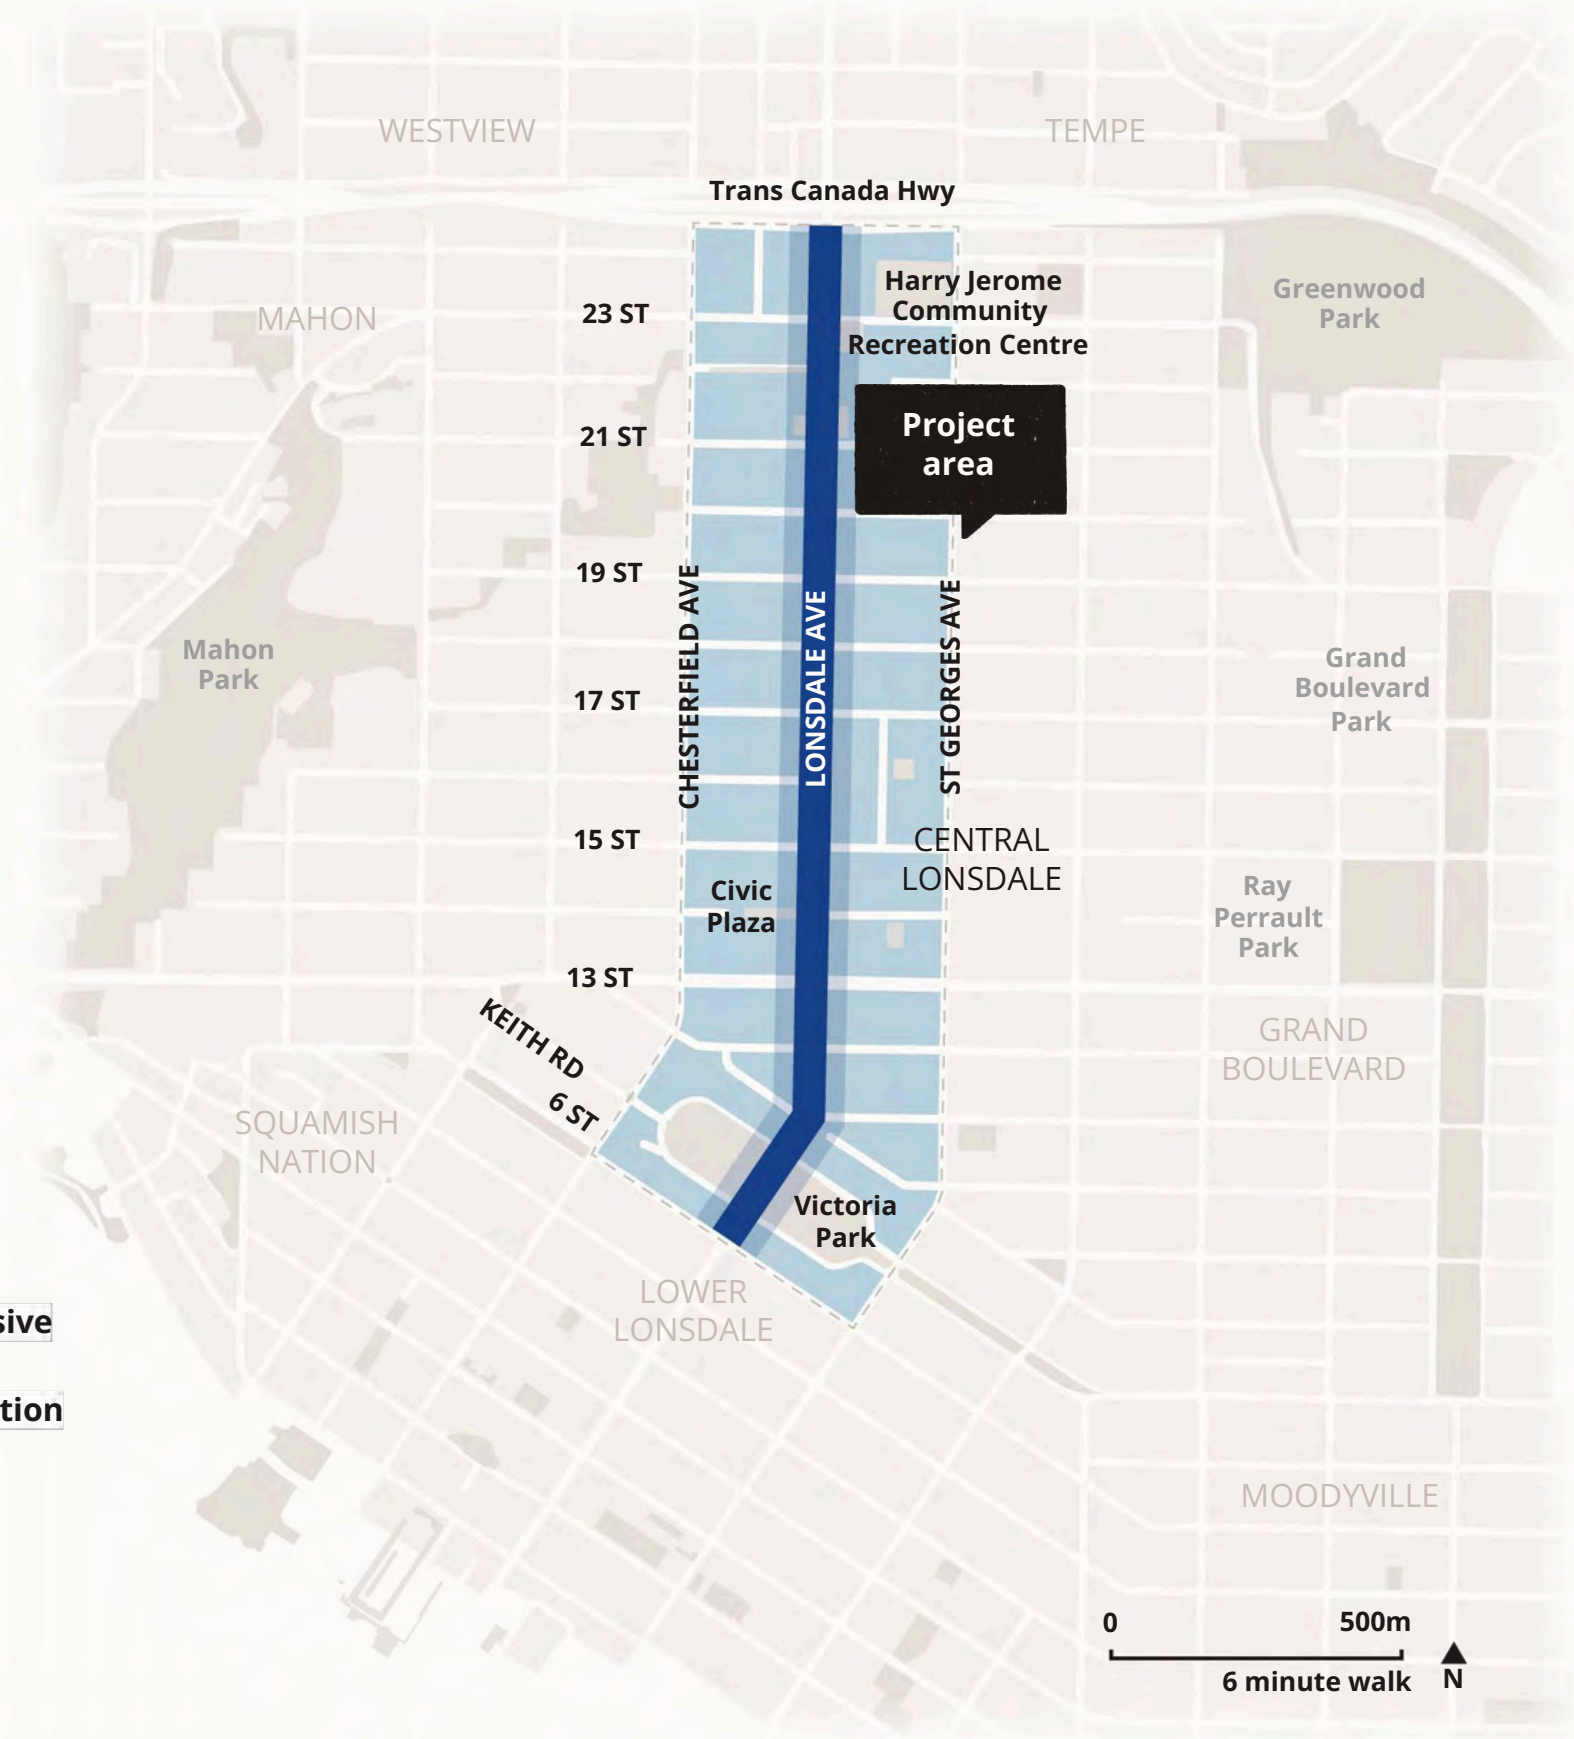 WESTVIEW
TEMPE
Trans Canada Hwy
Harry Jerome
Community
Recreation Centre
Greenwood
Park
23 ST
MAHON
Project
area
21 ST
19 ST
CHESTERFIELD AVE
LONSDALE AVE
ST GEORGES AVE
Mahon
Park
Grand
Boulevard
Park
17 ST
15 ST
CENTRAL
LONSDALE
Civic
Plaza
Ray
Perrault
Park
13 ST
KEITH RD
6 ST
GRAND
BOULEVARD
SQUAMISH
NATION
Victoria
Park
LOWER
LONSDALE
sive
tion
MOODYVILLE
0 500m
6 minute walk N